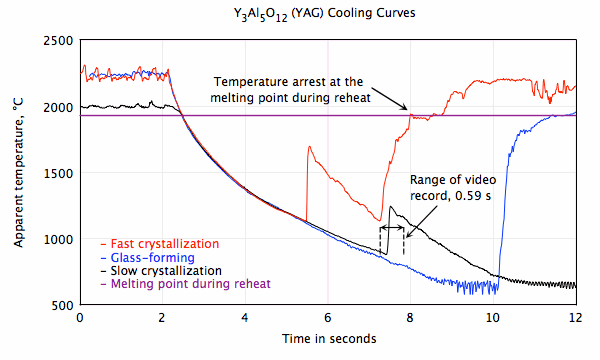 Y3Al5O12 (YAG) Cooling Curves
2500
2000
1500
1000
500
Apparent temperature, °C
Temperature arrest at the
melting point during reheat
Range of video
record, 0.59 s
– Fast crystallization
– Glass-forming
– Slow crystallization
– Melting point during reheat
0 2 4 6 8 10 12
Time in seconds